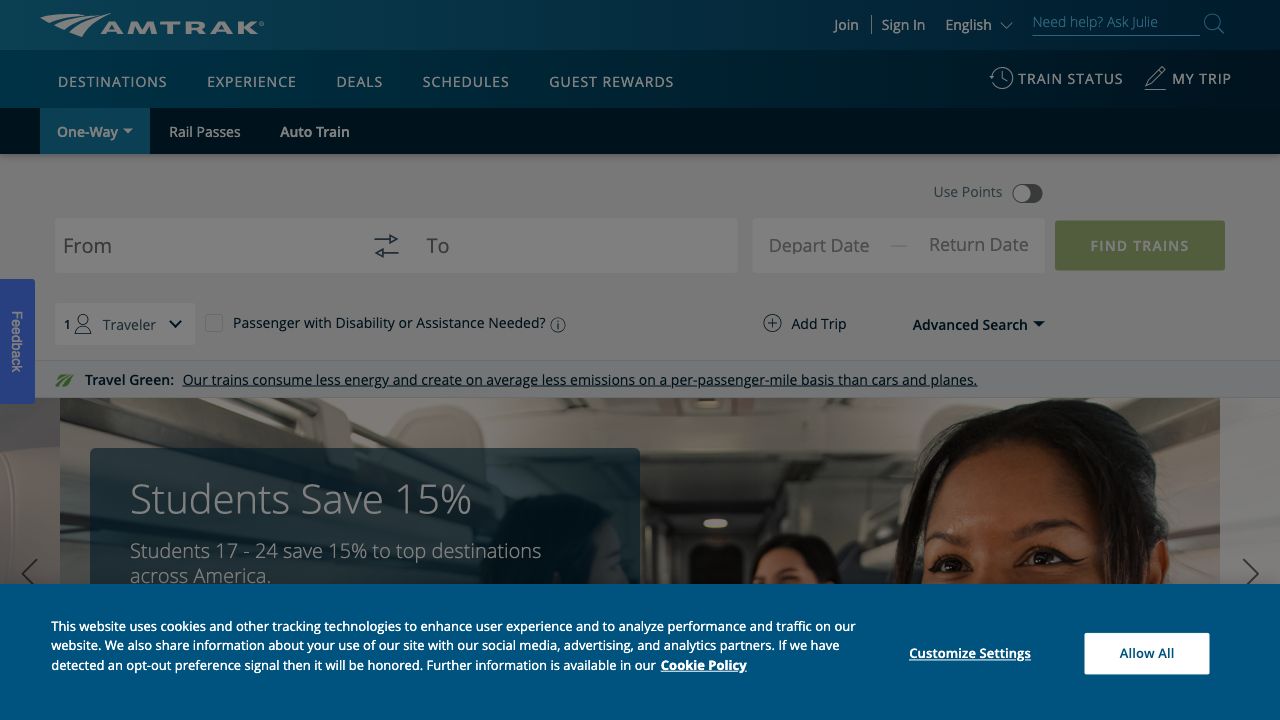 AMTRAK
Join
Sign In
English
Need help? Ask Julie
DESTINATIONS
EXPERIENCE
DEALS
SCHEDULES
GUEST REWARDS
TRAIN STATUS
MY TRIP
One-Way
Rail Passes
Auto Train
Use Points
From
To
Depart Date
Return Date
FIND TRAINS
Feedback
1
Traveler
Passenger with Disability or Assistance Needed?
Add Trip
Advanced Search
Travel Green: Our trains consume less energy and create on average less emissions on a per-passenger-mile basis than cars and planes.
Students Save 15%
Students 17 - 24 save 15% to top destinations
across America.
This website uses cookies and other tracking technologies to enhance user experience and to analyze performance and traffic on our
website. We also share information about your use of our site with our social media, advertising, and analytics partners. If we have
detected an opt-out preference signal then it will be honored. Further information is available in our Cookie Policy
Customize Settings
Allow All